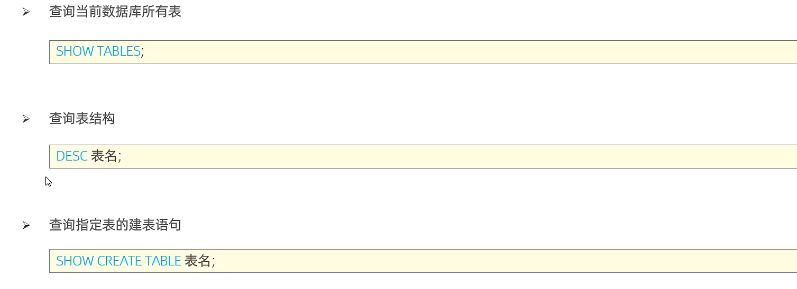 查询当前数据库所有表
SHOW TABLES;
查询表结构
DESC 表名;
查询指定表的建表语句
SHOW CREATE TABLE 表名;